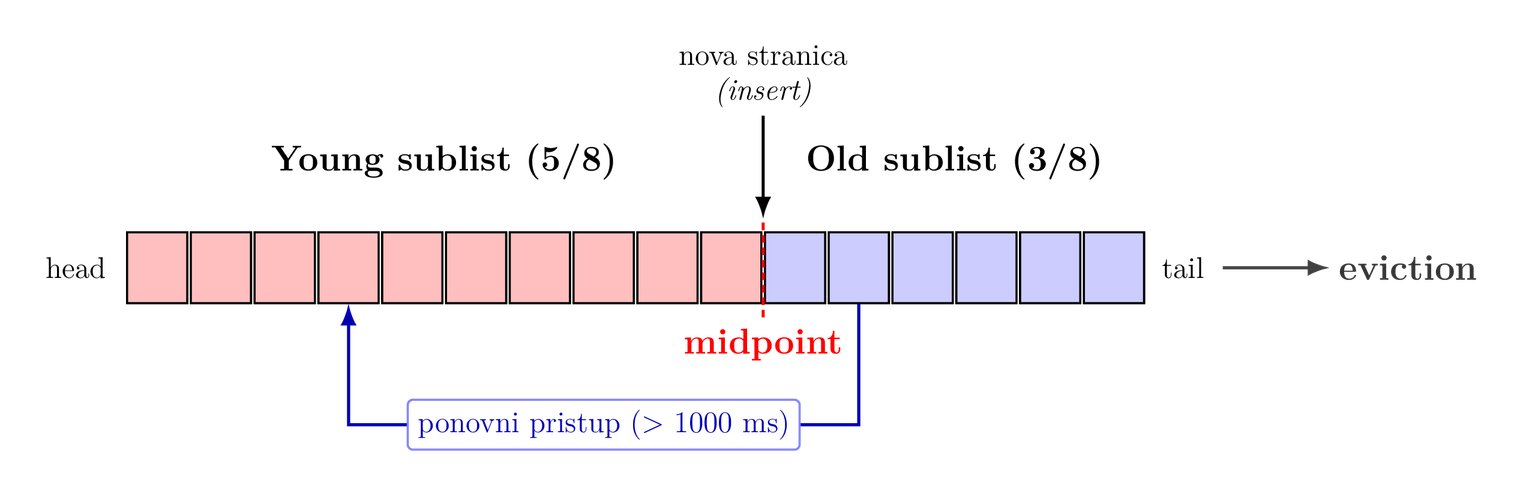 nova stranica
(insert)
Young sublist (5/8)
Old sublist (3/8)
head
tail
eviction
midpoint
ponovni pristup (> 1000 ms)